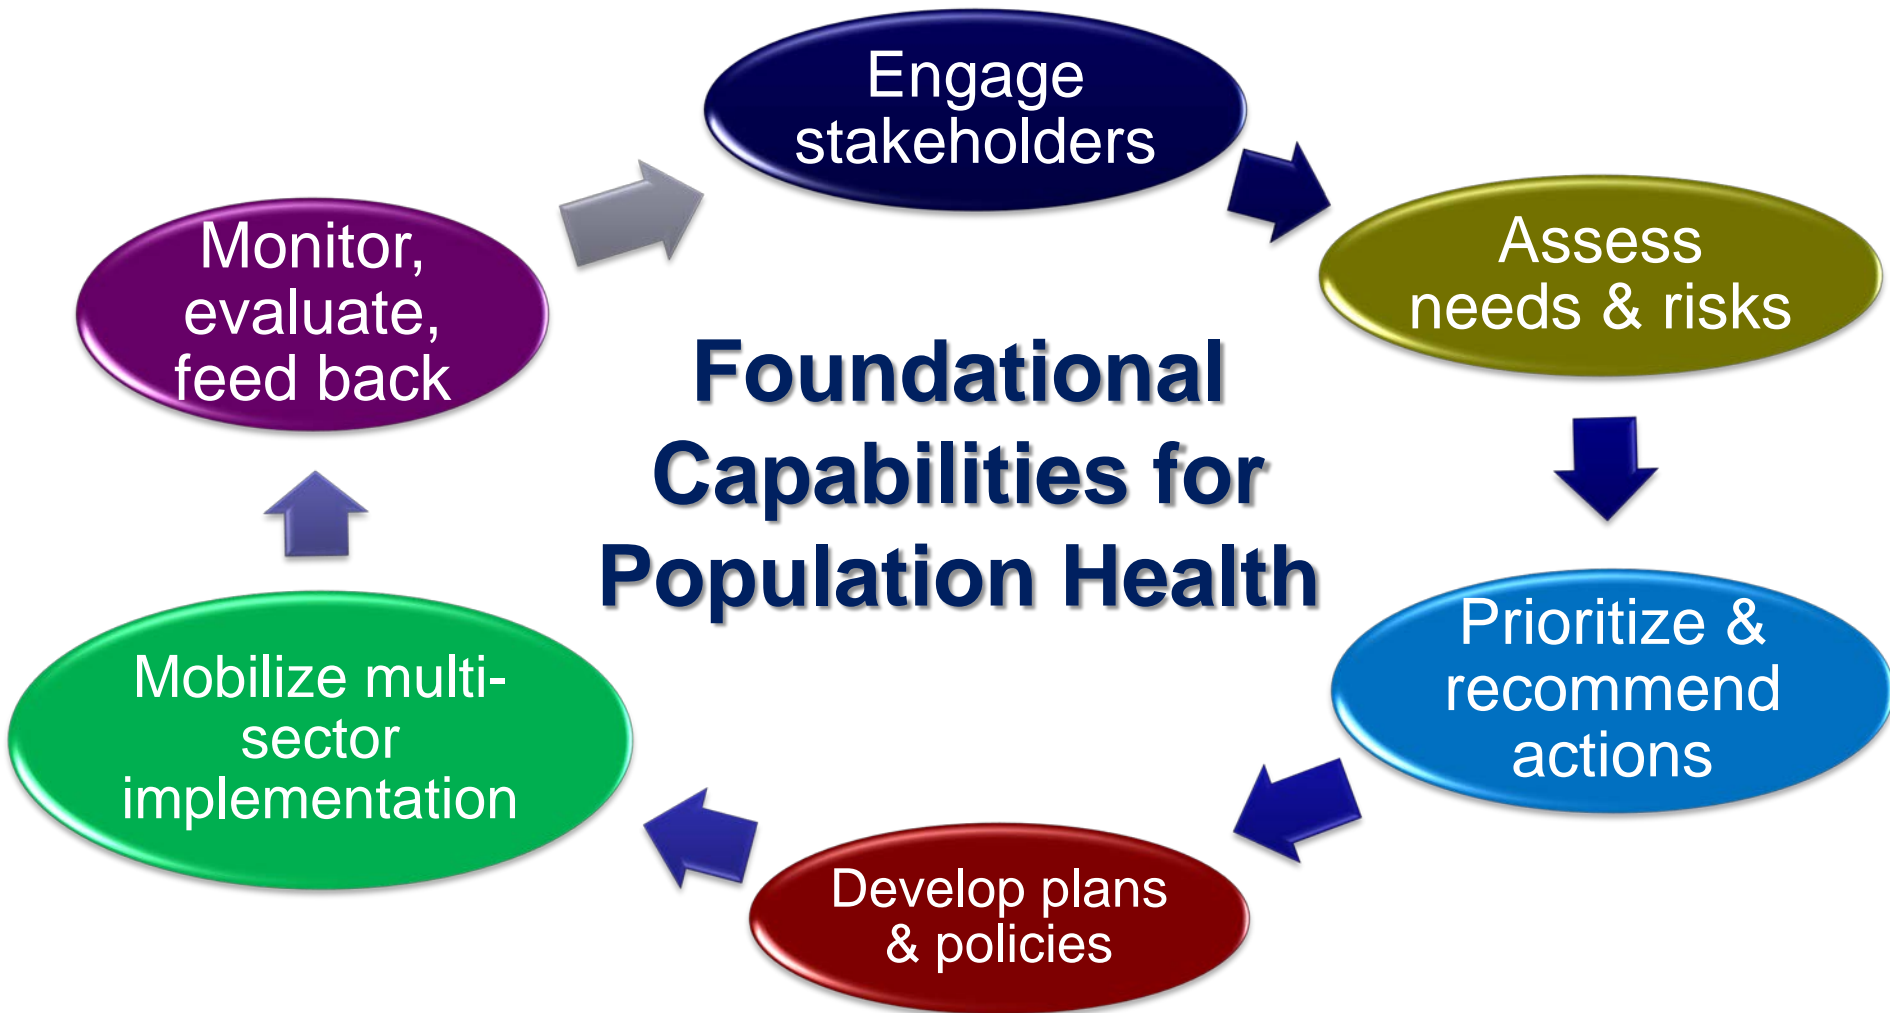 Engage
stakeholders
Assess
needs & risks
Prioritize &
recommend
actions
Develop plans
& policies
Mobilize multi-
sector
implementation
Monitor,
evaluate,
feed back
Foundational
Capabilities for
Population Health